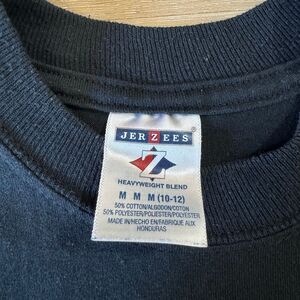 JERZEES®
Z
HEAVYWEIGHT BLEND
M M M (10-12)
50% COTTON/ALGODON/COTON
50% POLYESTER/POLIESTER/POLYESTER
MADE IN/HECHO EN/FABRIQUE AUX
HONDURAS